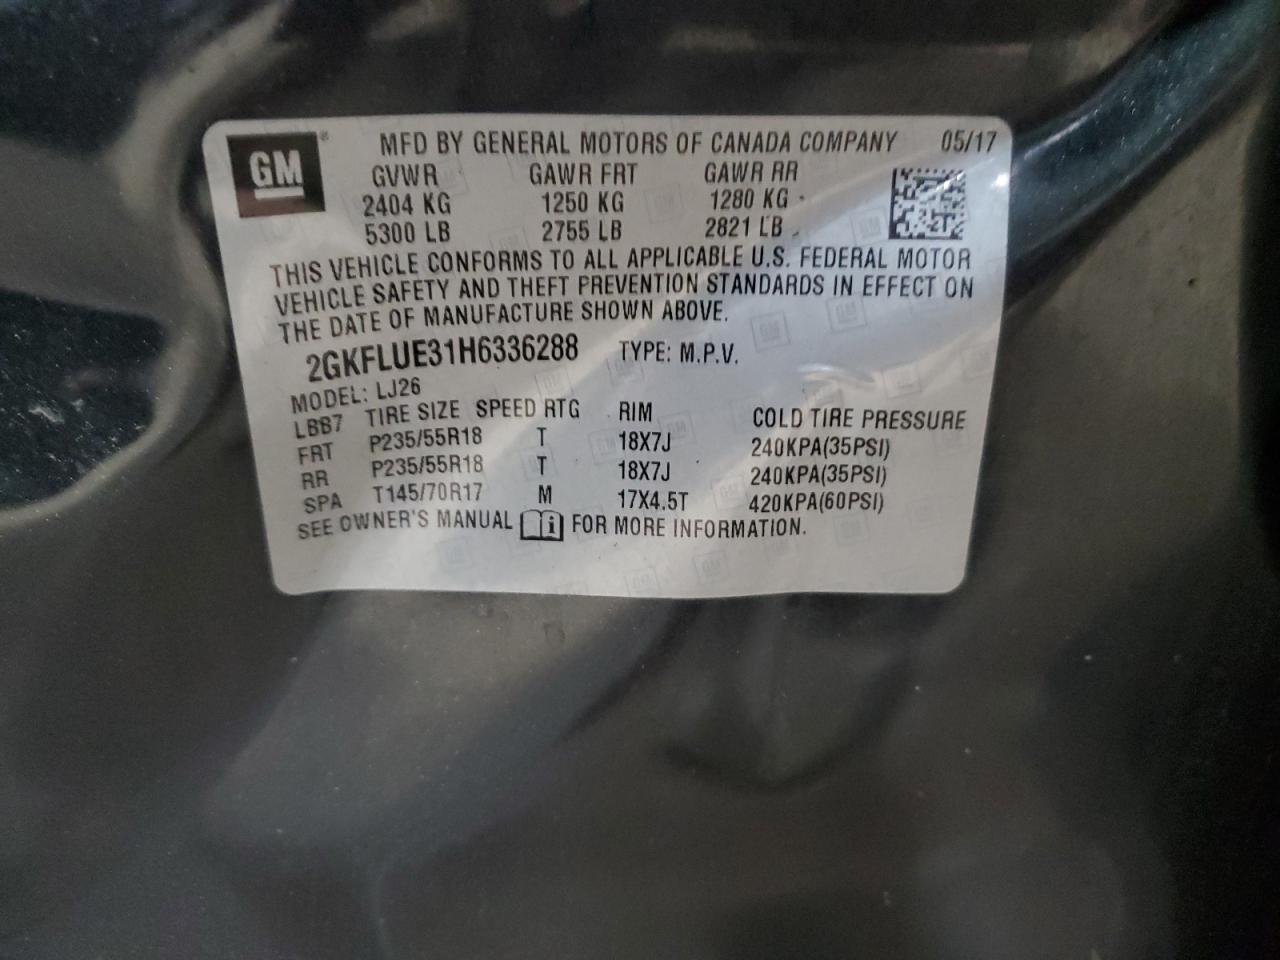 GM ® MFD BY GENERAL MOTORS OF CANADA COMPANY 05/17
GVWR GAWR FRT GAWR RR
2404 KG 1250 KG 1280 KG
5300 LB 2755 LB 2821 LB
THIS VEHICLE CONFORMS TO ALL APPLICABLE U.S. FEDERAL MOTOR
VEHICLE SAFETY AND THEFT PREVENTION STANDARDS IN EFFECT ON
THE DATE OF MANUFACTURE SHOWN ABOVE.
2GKFLUE31H6336288 TYPE: M.P.V.
MODEL: LJ26
LBB7 TIRE SIZE SPEED RTG RIM COLD TIRE PRESSURE
FRT P235/55R18 T 18X7J 240KPA(35PSI)
RR P235/55R18 T 18X7J 240KPA(35PSI)
SPA T145/70R17 M 17X4.5T 420KPA(60PSI)
SEE OWNER'S MANUAL i FOR MORE INFORMATION.